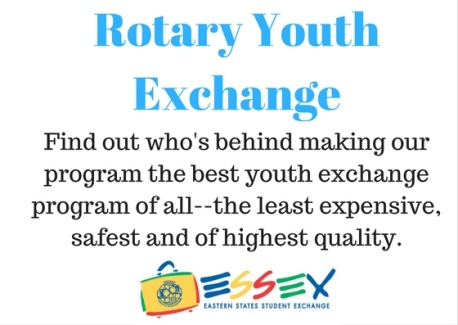 Rotary Youth
Exchange
Find out who's behind making our
program the best youth exchange
program of all--the least expensive,
safest and of highest quality.
ESSEX
EASTERN STATES STUDENT EXCHANGE